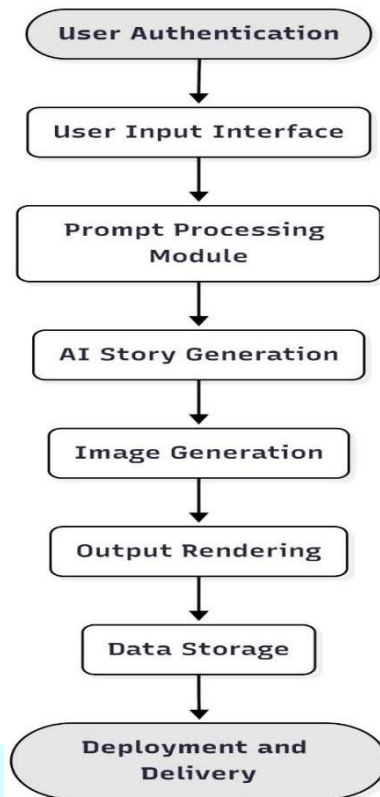 User Authentication
User Input Interface
Prompt Processing
Module
AI Story Generation
Image Generation
Output Rendering
Data Storage
Deployment and
Delivery